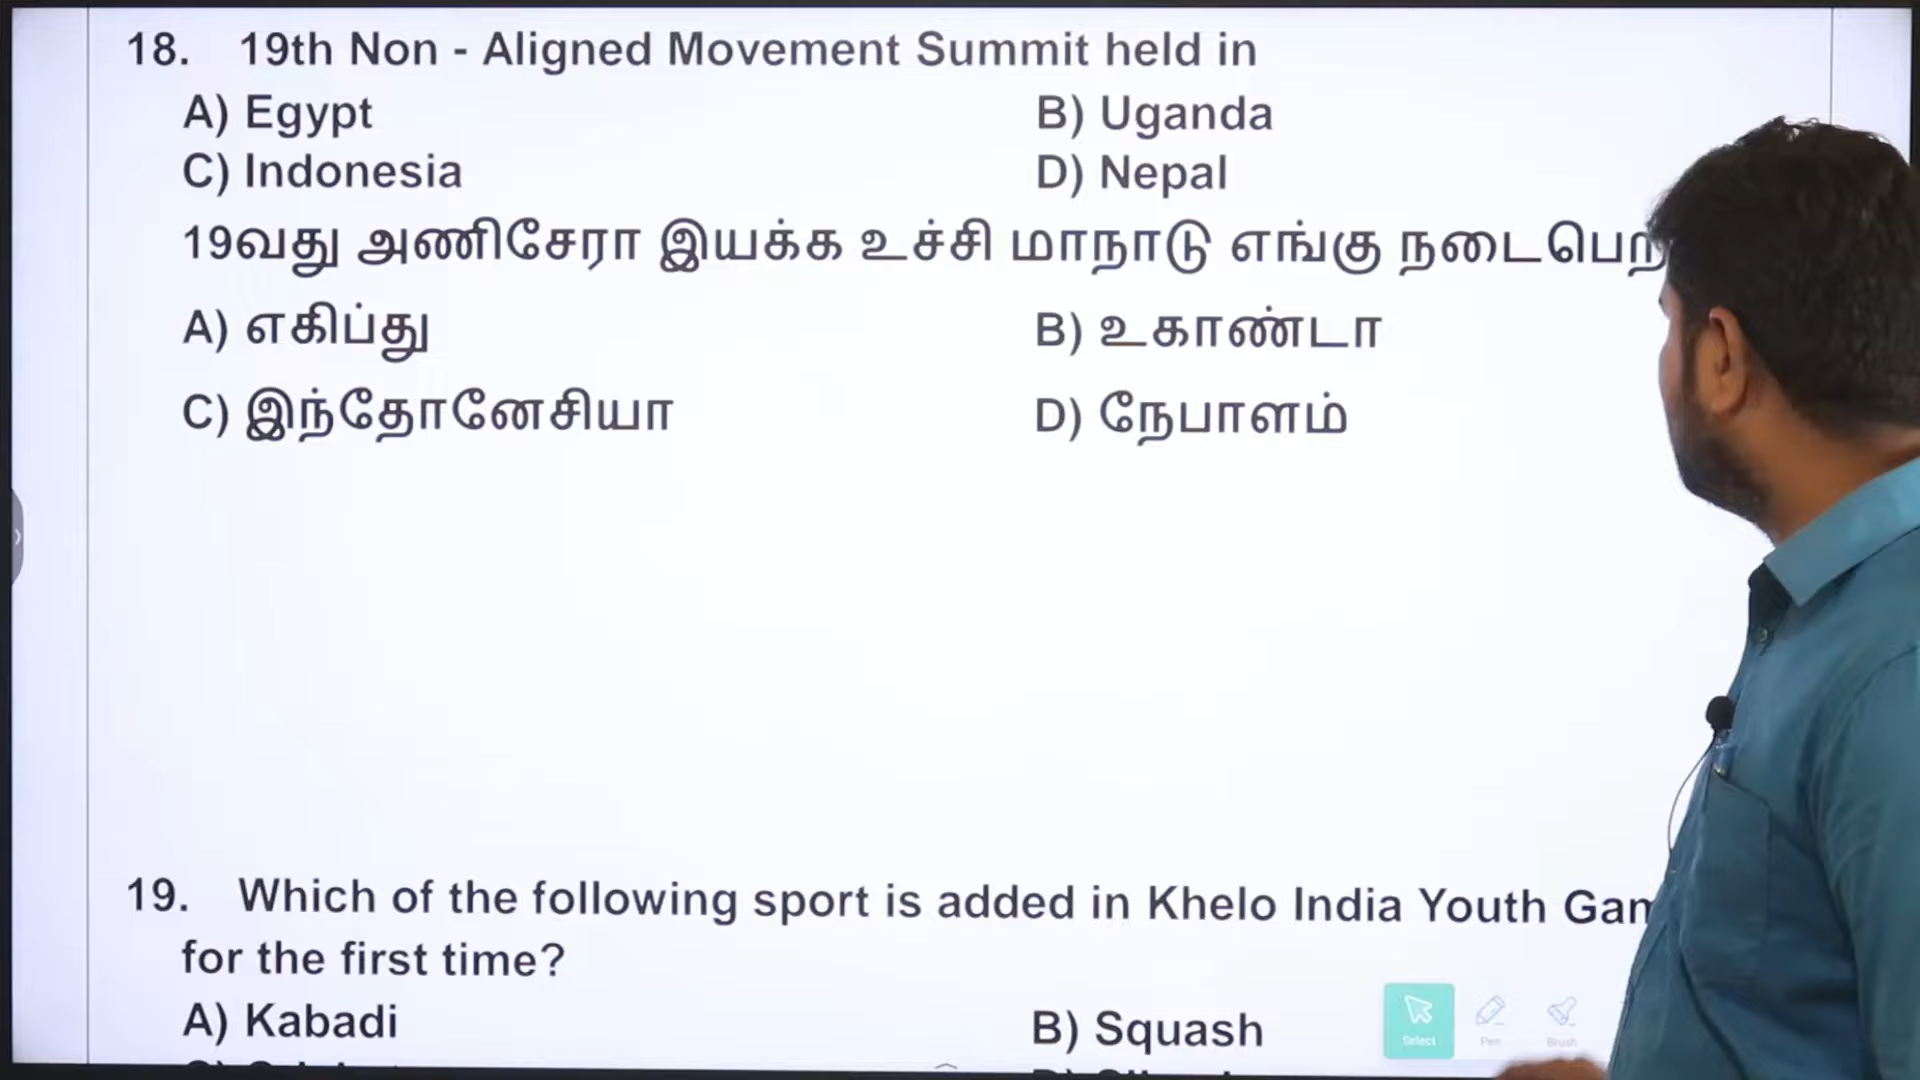 18. 19th Non - Aligned Movement Summit held in
A) Egypt B) Uganda
C) Indonesia D) Nepal
19வது அணிசேரா இயக்க உச்சி மாநாடு எங்கு
A) எகிப்து B) உகாண்டா
C) இந்தோனேசியா D) நேபாளம்
19. Which of the following sport is added in Khelo India Youth
for the first time?
A) Kabadi B) Squash
Select Pen Brush